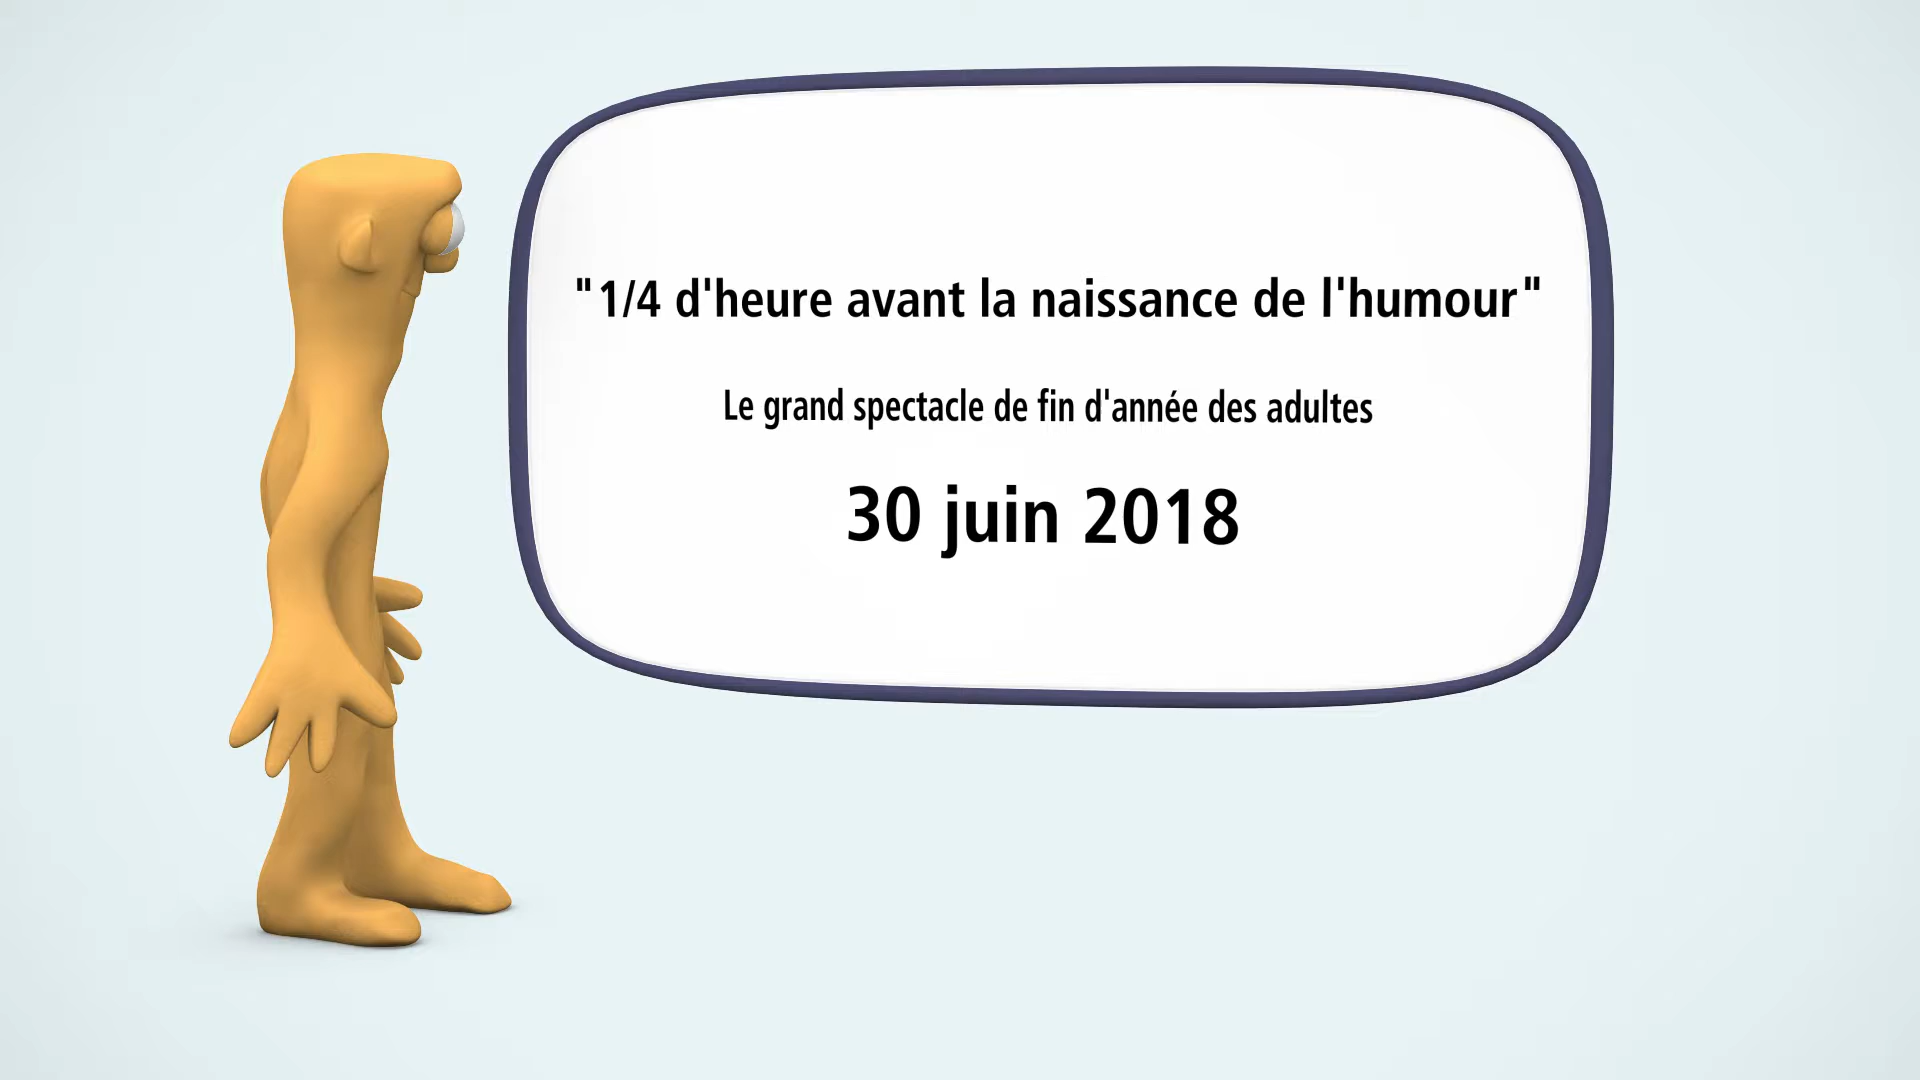 "1/4 d'heure avant la naissance de l'humour"
Le grand spectacle de fin d'année des adultes
30 juin 2018